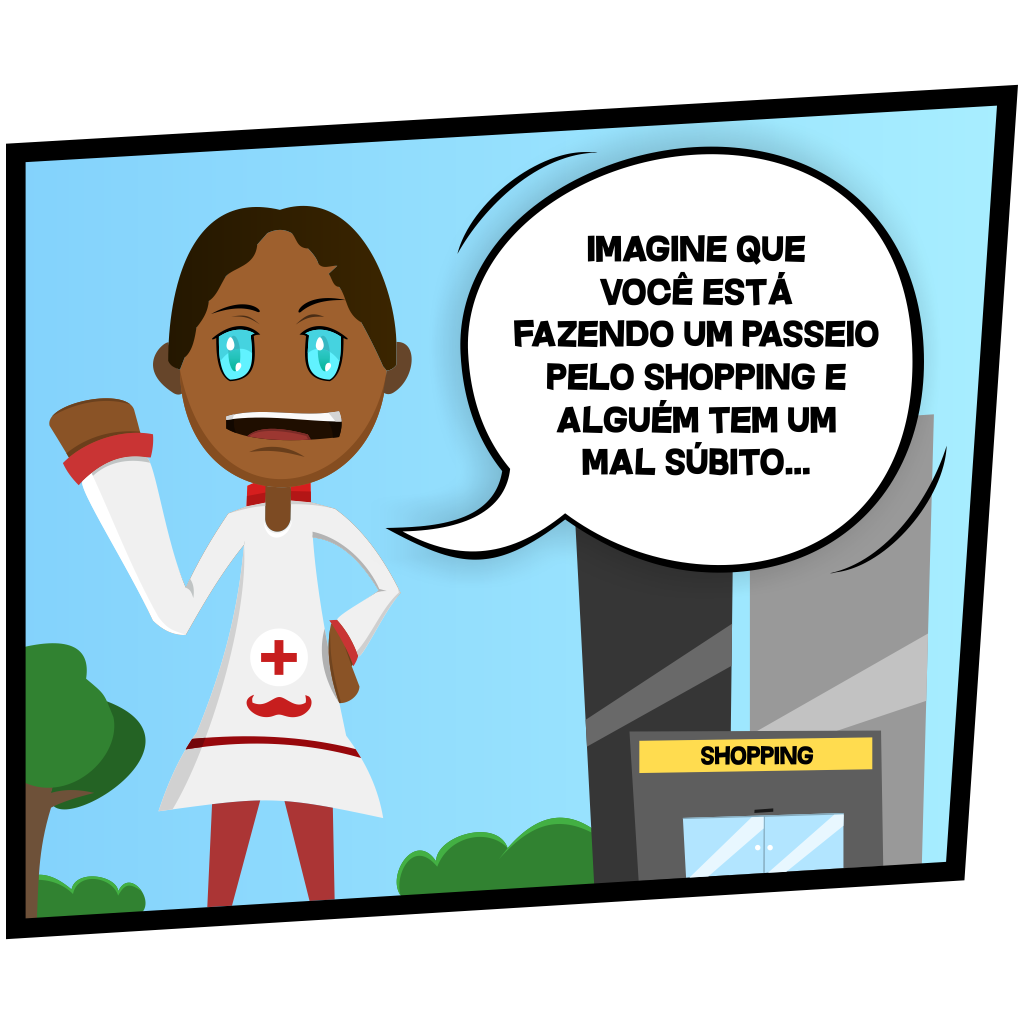 IMAGINE QUE
VOCÊ ESTÁ
FAZENDO UM PASSEIO
PELO SHOPPING E
ALGUÉM TEM UM
MAL SÚBITO...
SHOPPING